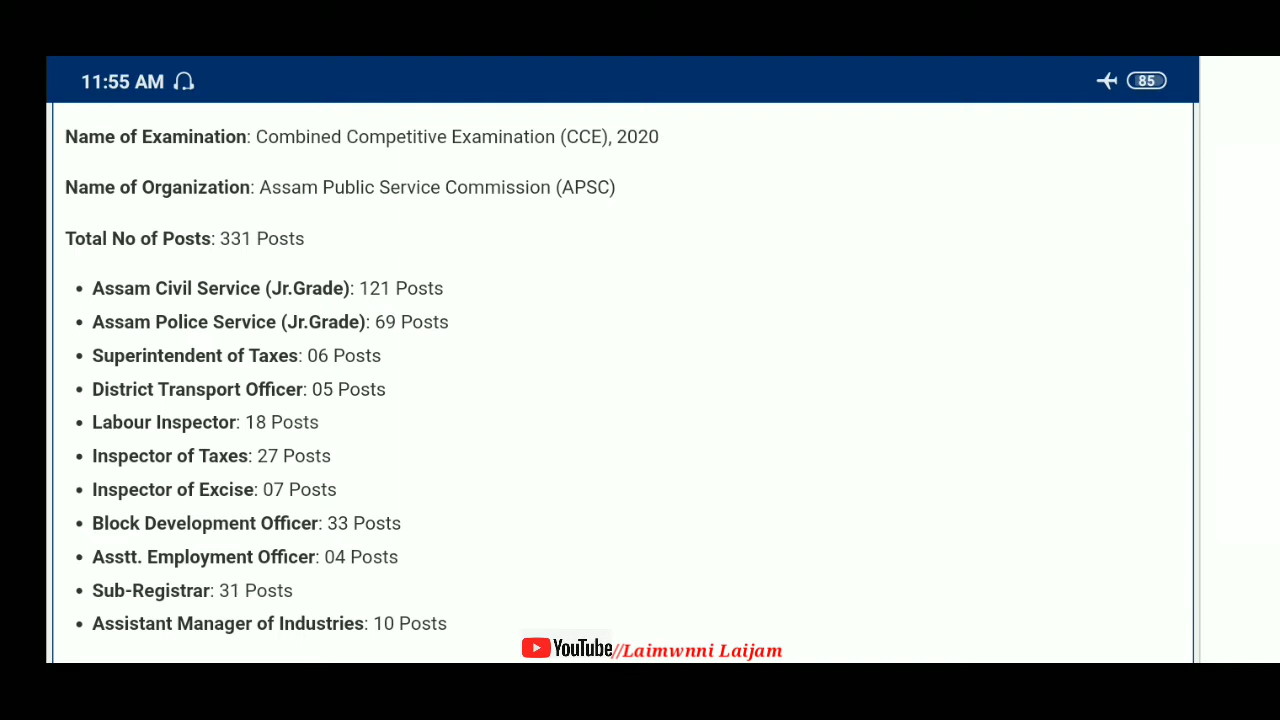 11:55 AM 85
Name of Examination: Combined Competitive Examination (CCE), 2020
Name of Organization: Assam Public Service Commission (APSC)
Total No of Posts: 331 Posts
• Assam Civil Service (Jr.Grade): 121 Posts
• Assam Police Service (Jr.Grade): 69 Posts
• Superintendent of Taxes: 06 Posts
• District Transport Officer: 05 Posts
• Labour Inspector: 18 Posts
• Inspector of Taxes: 27 Posts
• Inspector of Excise: 07 Posts
• Block Development Officer: 33 Posts
• Asstt. Employment Officer: 04 Posts
• Sub-Registrar: 31 Posts
• Assistant Manager of Industries: 10 Posts
YouTube//Laimwnni Laijam